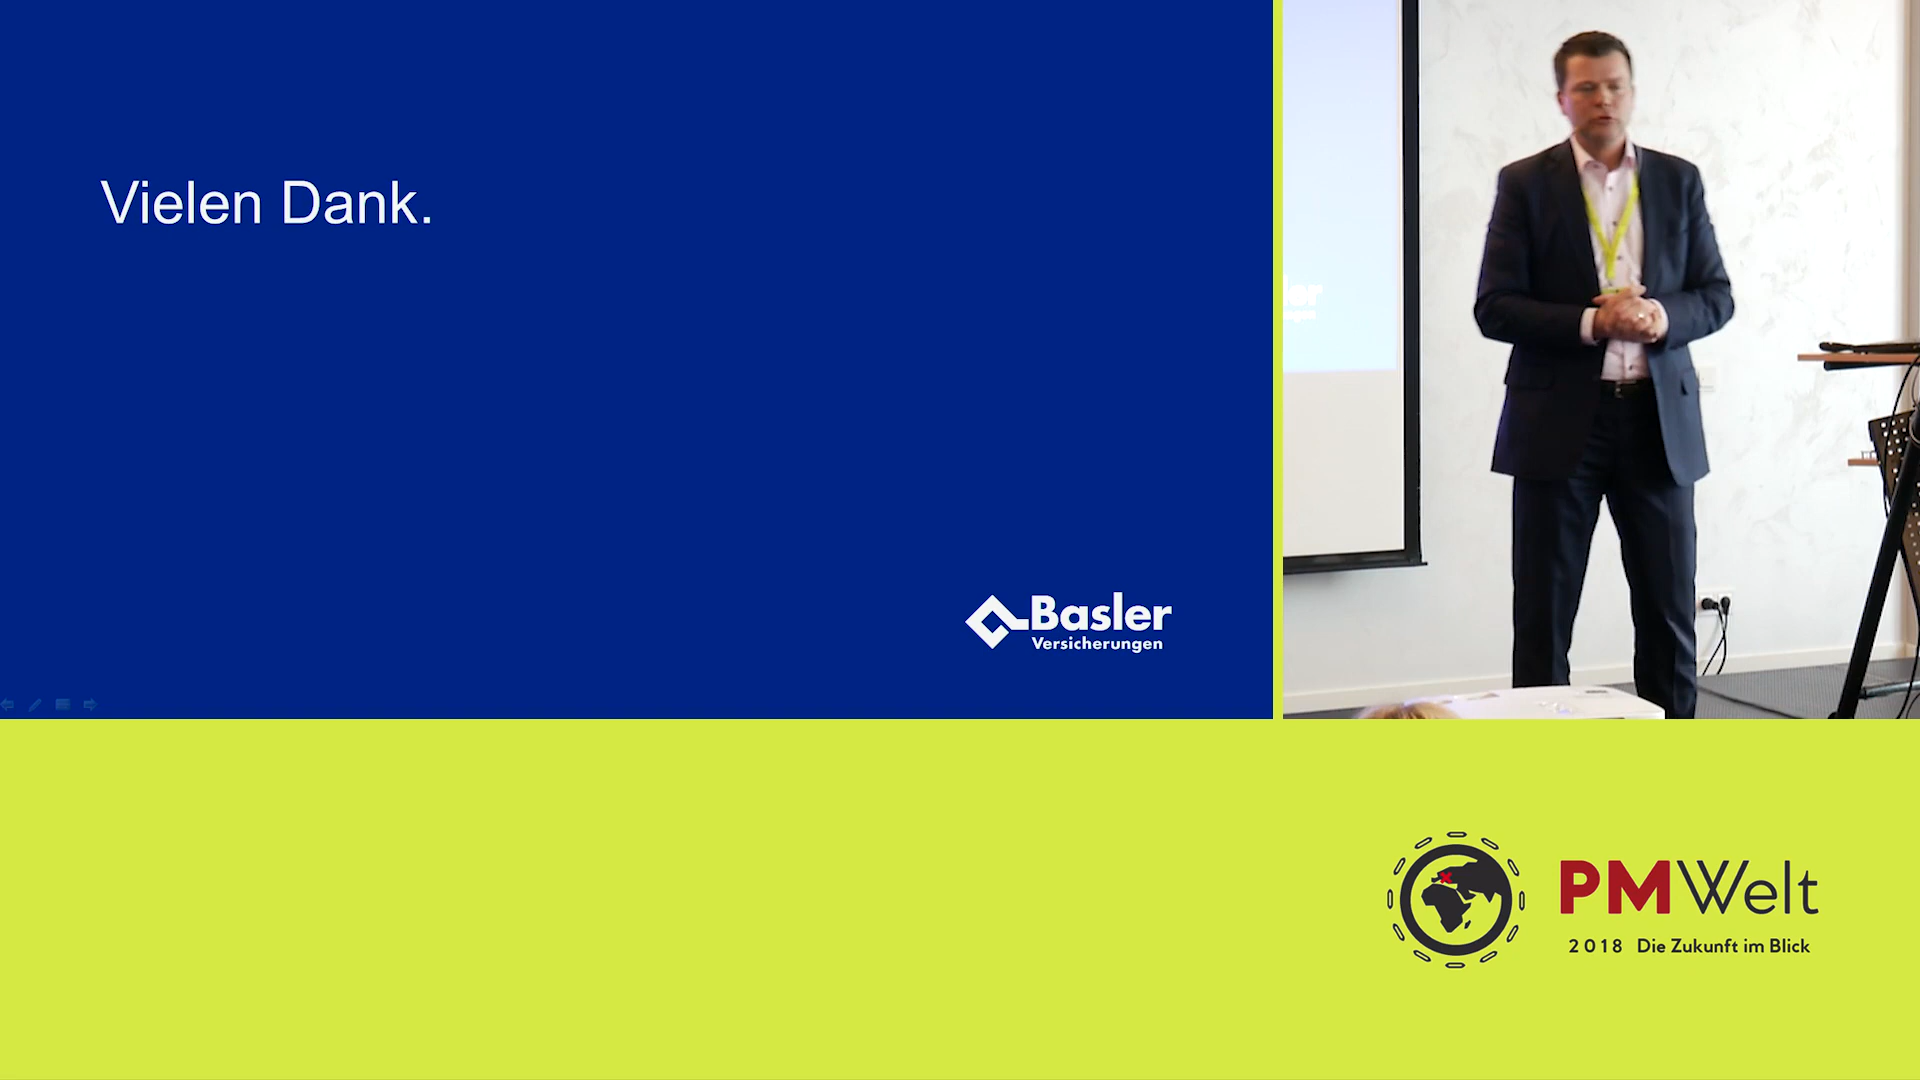 Vielen Dank.
Basler
Versicherungen
PMWelt
2018 Die Zukunft im Blick